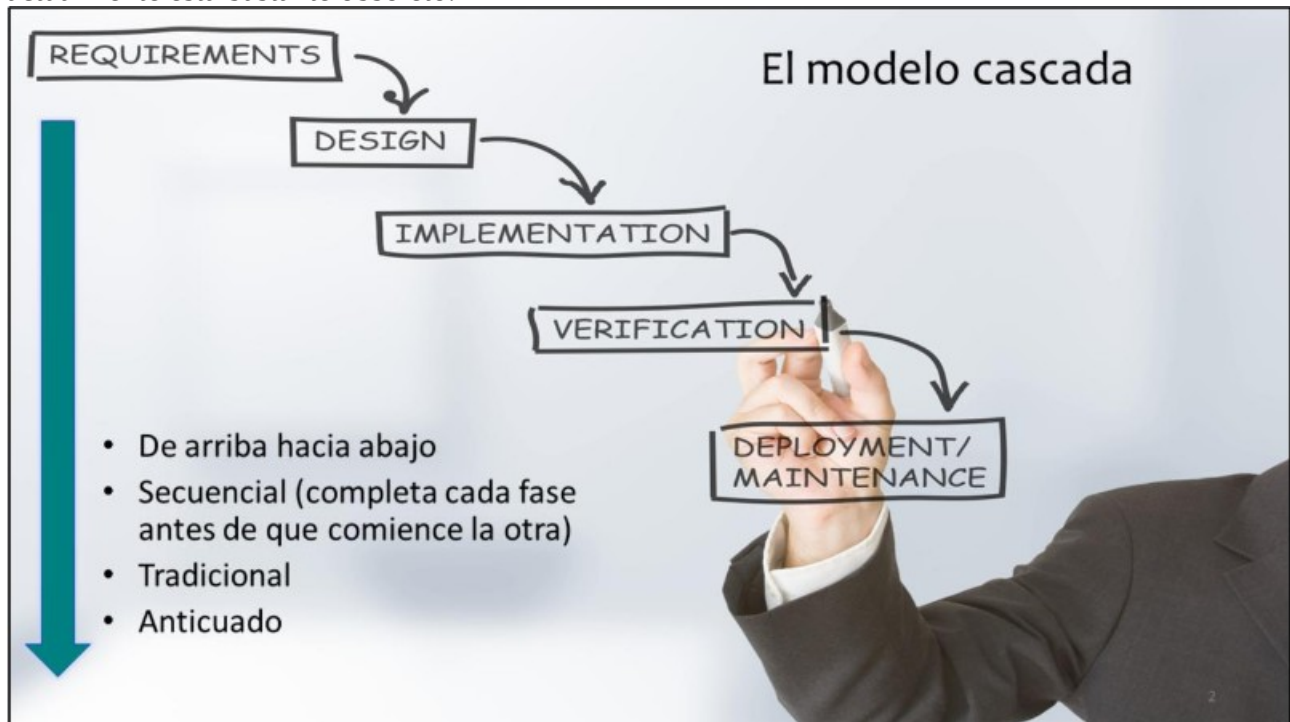 REQUIREMENTS
El modelo cascada
DESIGN
IMPLEMENTATION
VERIFICATION
DEPLOYMENT/
MAINTENANCE
• De arriba hacia abajo
• Secuencial (completa cada fase
antes de que comience la otra)
• Tradicional
• Anticuado
2